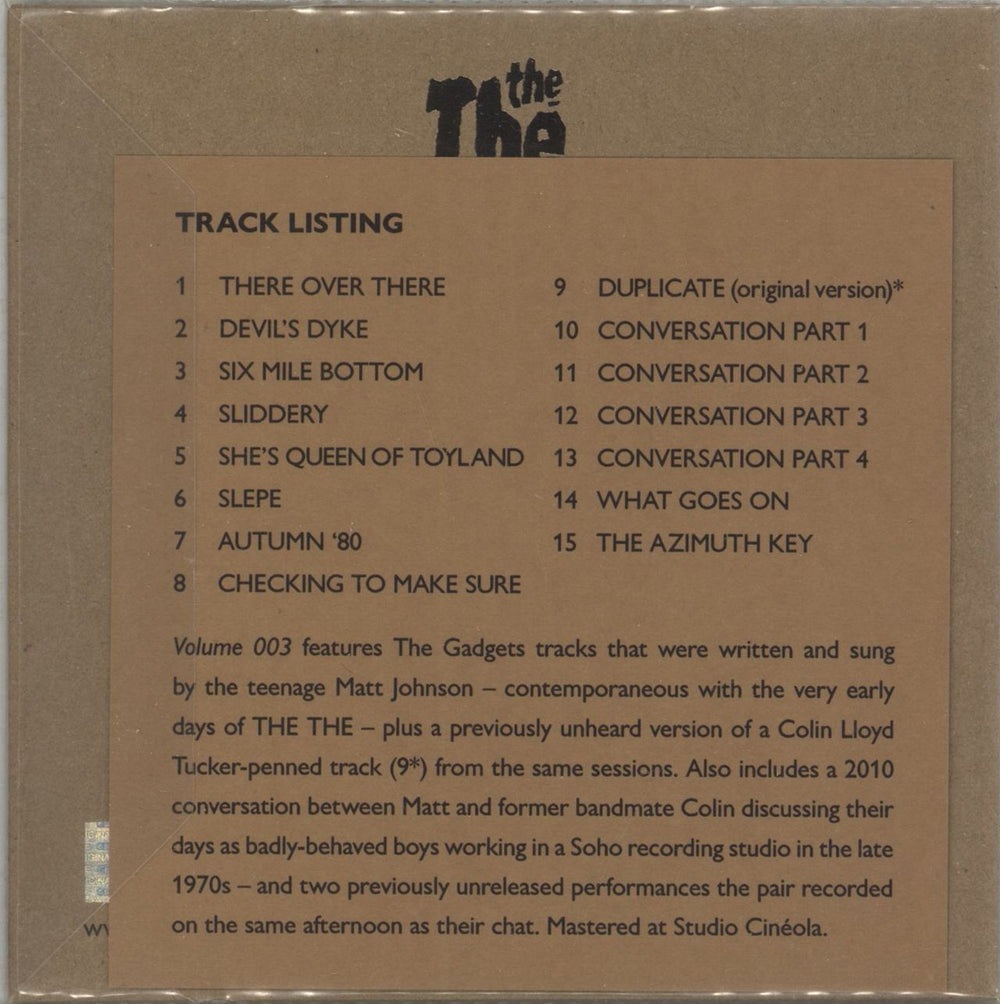 the
The
TRACK LISTING
1 THERE OVER THERE
2 DEVIL'S DYKE
3 SIX MILE BOTTOM
4 SLIDDERY
5 SHE'S QUEEN OF TOYLAND
6 SLEPE
7 AUTUMN ‘80
8 CHECKING TO MAKE SURE
9 DUPLICATE (original version)*
10 CONVERSATION PART 1
11 CONVERSATION PART 2
12 CONVERSATION PART 3
13 CONVERSATION PART 4
14 WHAT GOES ON
15 THE AZIMUTH KEY
Volume 003 features The Gadgets tracks that were written and sung
by the teenage Matt Johnson – contemporaneous with the very early
days of THE THE – plus a previously unheard version of a Colin Lloyd
Tucker-penned track (9*) from the same sessions. Also includes a 2010
conversation between Matt and former bandmate Colin discussing their
days as badly-behaved boys working in a Soho recording studio in the late
1970s – and two previously unreleased performances the pair recorded
on the same afternoon as their chat. Mastered at Studio Cinéola.